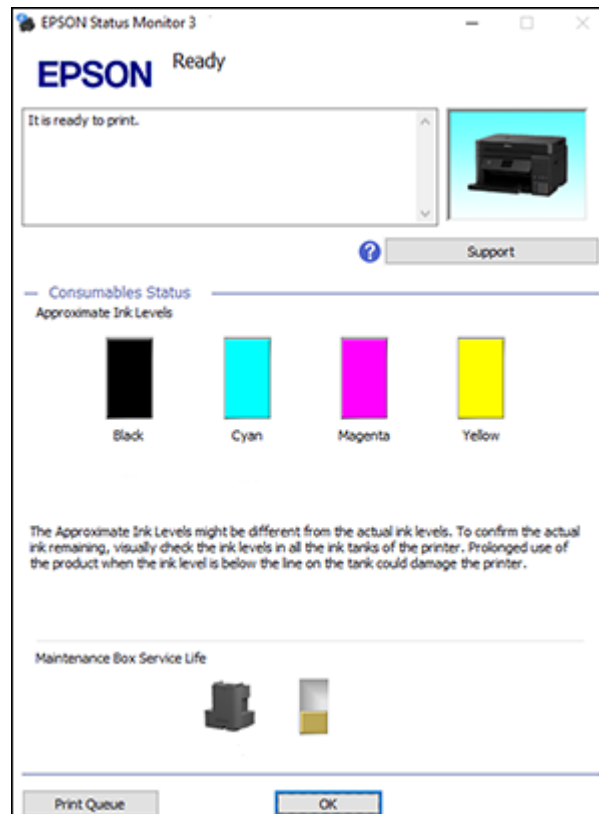 EPSON Status Monitor 3
EPSON
Ready
It is ready to print.
?
Support
Consumables Status
Approximate Ink Levels
Black Cyan Magenta Yellow
The Approximate Ink Levels might be different from the actual ink levels. To confirm the actual
ink remaining, visually check the ink levels in all the ink tanks of the printer. Prolonged use of
the product when the ink level is below the line on the tank could damage the printer.
Maintenance Box Service Life
Print Queue OK